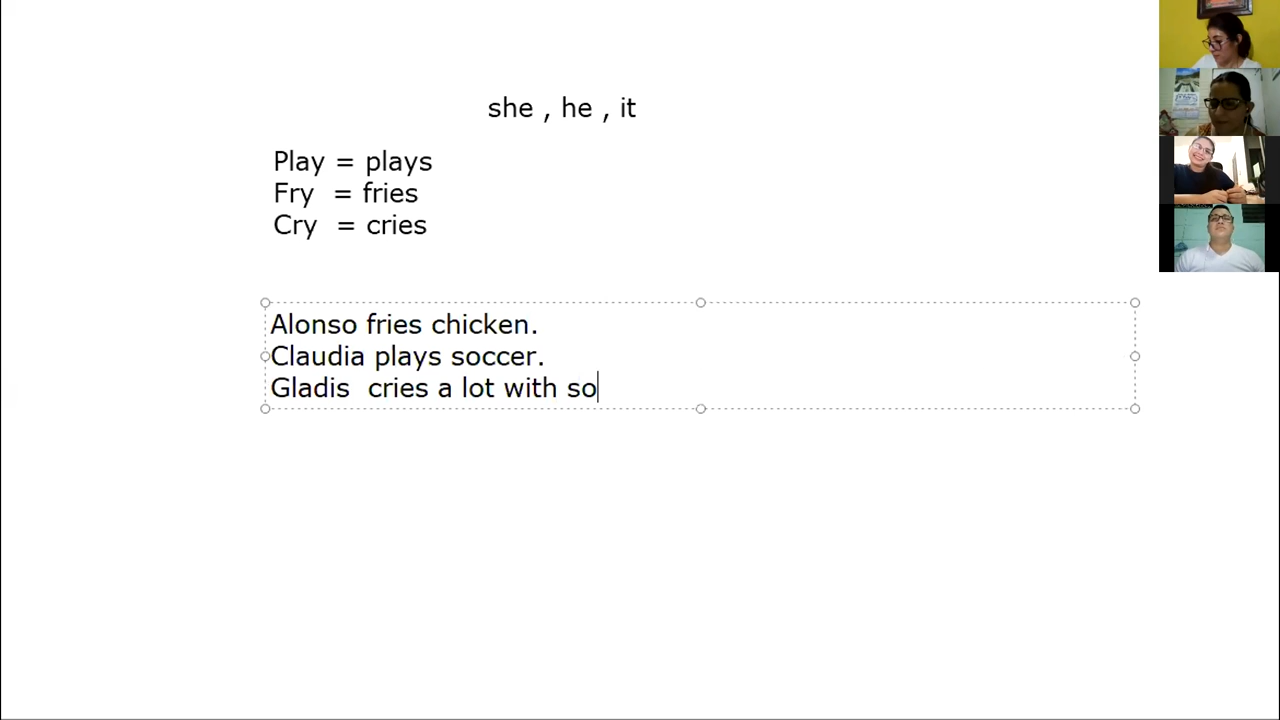 she , he , it
Play = plays
Fry = fries
Cry = cries
Alonso fries chicken.
Claudia plays soccer.
Gladis cries a lot with so